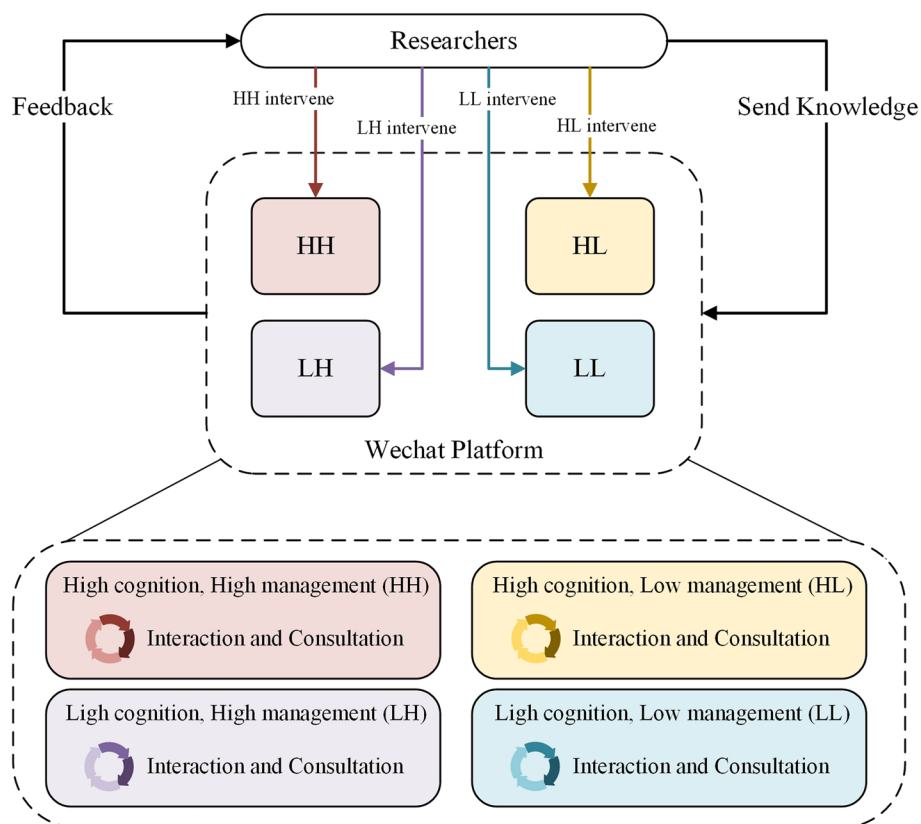 Researchers
Feedback
Send Knowledge
HH intervene
LL intervene
LH intervene
HL intervene
HH
HL
LH
LL
Wechat Platform
High cognition, High management (HH)
Interaction and Consultation
High cognition, Low management (HL)
Interaction and Consultation
Ligh cognition, High management (LH)
Interaction and Consultation
Ligh cognition, Low management (LL)
Interaction and Consultation